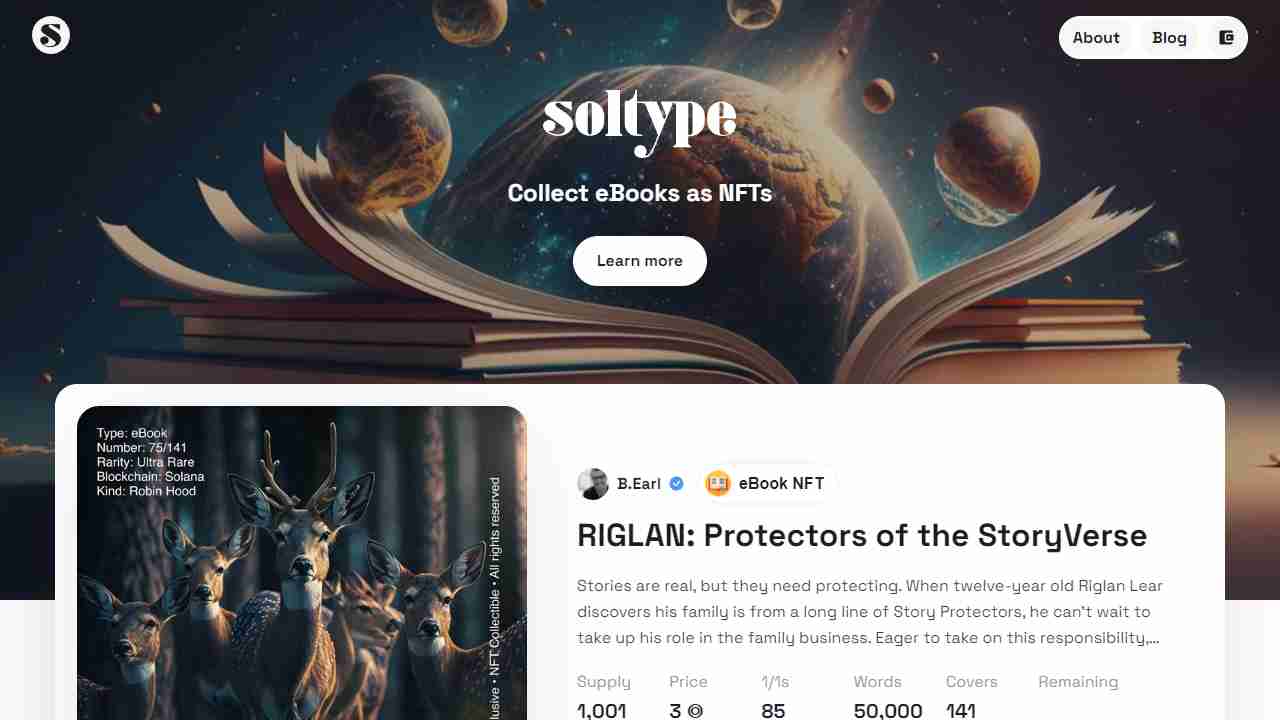 S
About
Blog
soltype
Collect eBooks as NFTs
Learn more
Type: eBook
Number: 75/141
Rarity: Ultra Rare
Blockchain: Solana
Kind: Robin Hood
NFT Collectible • All rights reserved
B.Earl
eBook NFT
RIGLAN: Protectors of the StoryVerse
Stories are real, but they need protecting. When twelve-year old Riglan Lear
discovers his family is from a long line of Story Protectors, he can't wait to
take up his role in the family business. Eager to take on this responsibility,...
Supply Price 1/1s Words Covers Remaining
1,001 3 85 50,000 141